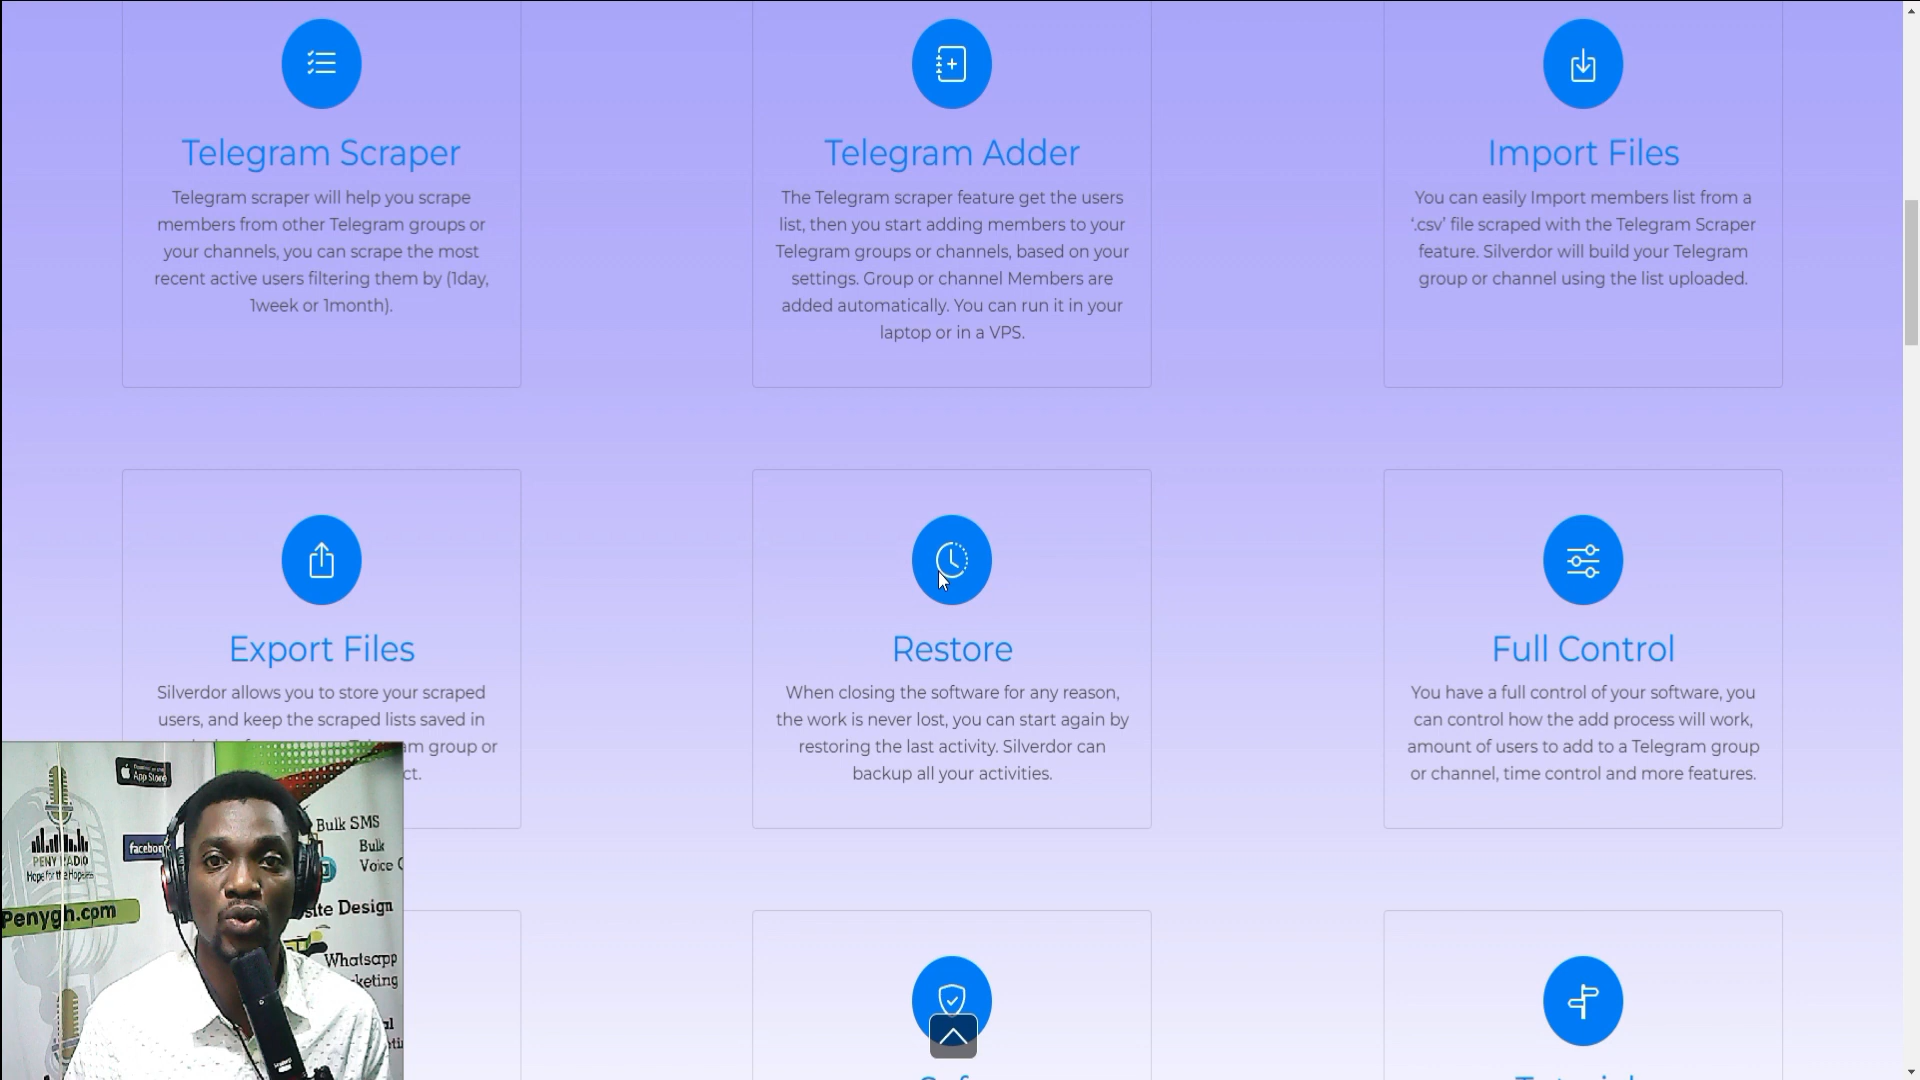 Telegram Scraper
Telegram scraper will help you scrape
members from other Telegram groups or
your channels, you can scrape the most
recent active users filtering them by (1day,
1week or 1month).
Telegram Adder
The Telegram scraper feature get the users
list, then you start adding members to your
Telegram groups or channels, based on your
settings. Group or channel Members are
added automatically. You can run it in your
laptop or in a VPS.
Import Files
You can easily Import members list from a
'.csv' file scraped with the Telegram Scraper
feature. Silverdor will build your Telegram
group or channel using the list uploaded.
Export Files
Silverdor allows you to store your scraped
users, and keep the scraped lists saved in
am group or
ct.
Restore
When closing the software for any reason,
the work is never lost, you can start again by
restoring the last activity. Silverdor can
backup all your activities.
Full Control
You have a full control of your software, you
can control how the add process will work,
amount of users to add to a Telegram group
or channel, time control and more features.
App Store
facebook
PENY RADIO
Hope for the Hopeless
Penygh.com
Bulk SMS
Bulk
Voice C
site Design
Whatsapp
keting